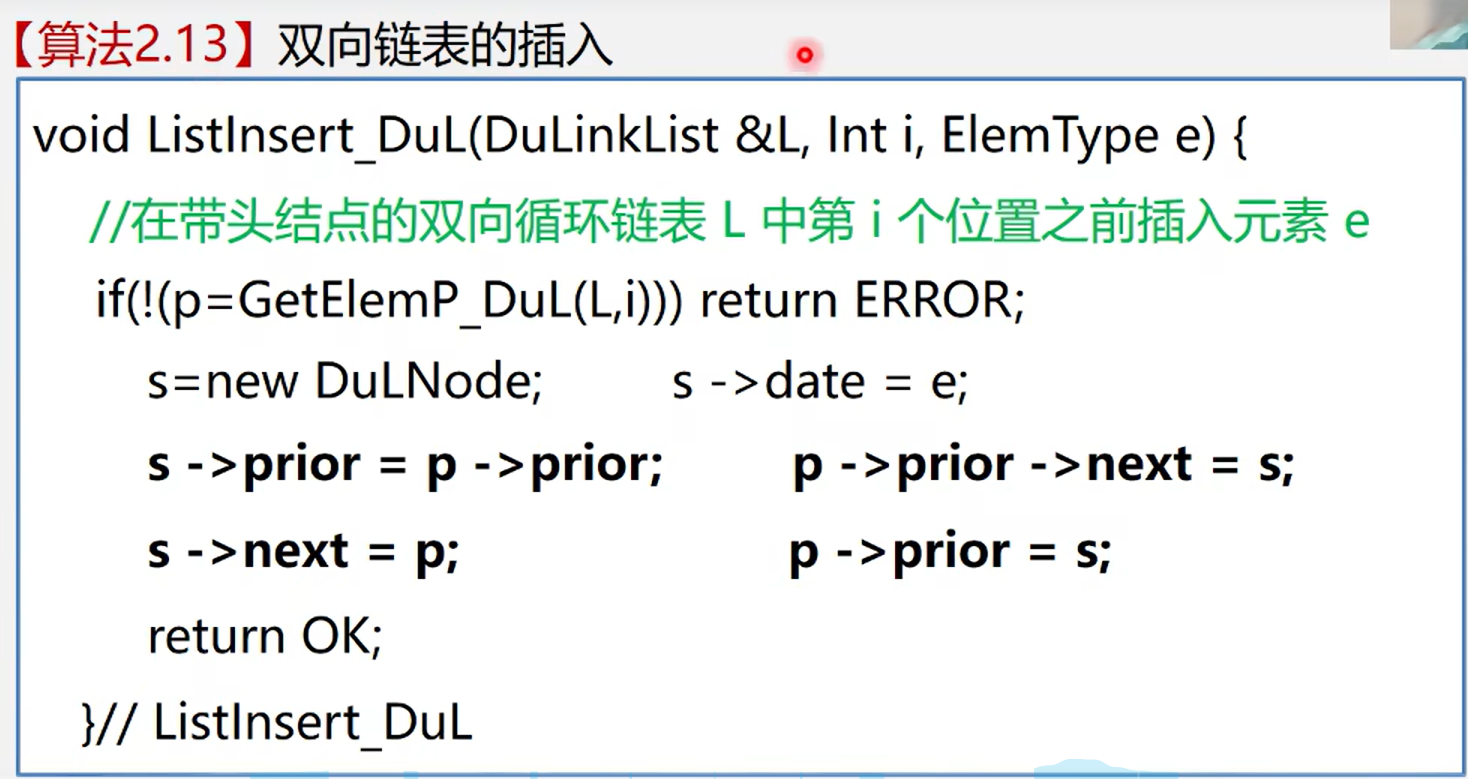 【算法2.13】双向链表的插入
void ListInsert_DuL(DuLinkList &L, Int i, ElemType e) {
//在带头结点的双向循环链表 L 中第 i 个位置之前插入元素 e
if(!(p=GetElemP_DuL(L,i))) return ERROR;
s=new DuLNode; s ->date = e;
s ->prior = p ->prior; p ->prior ->next = s;
s ->next = p; p ->prior = s;
return OK;
}// ListInsert_DuL